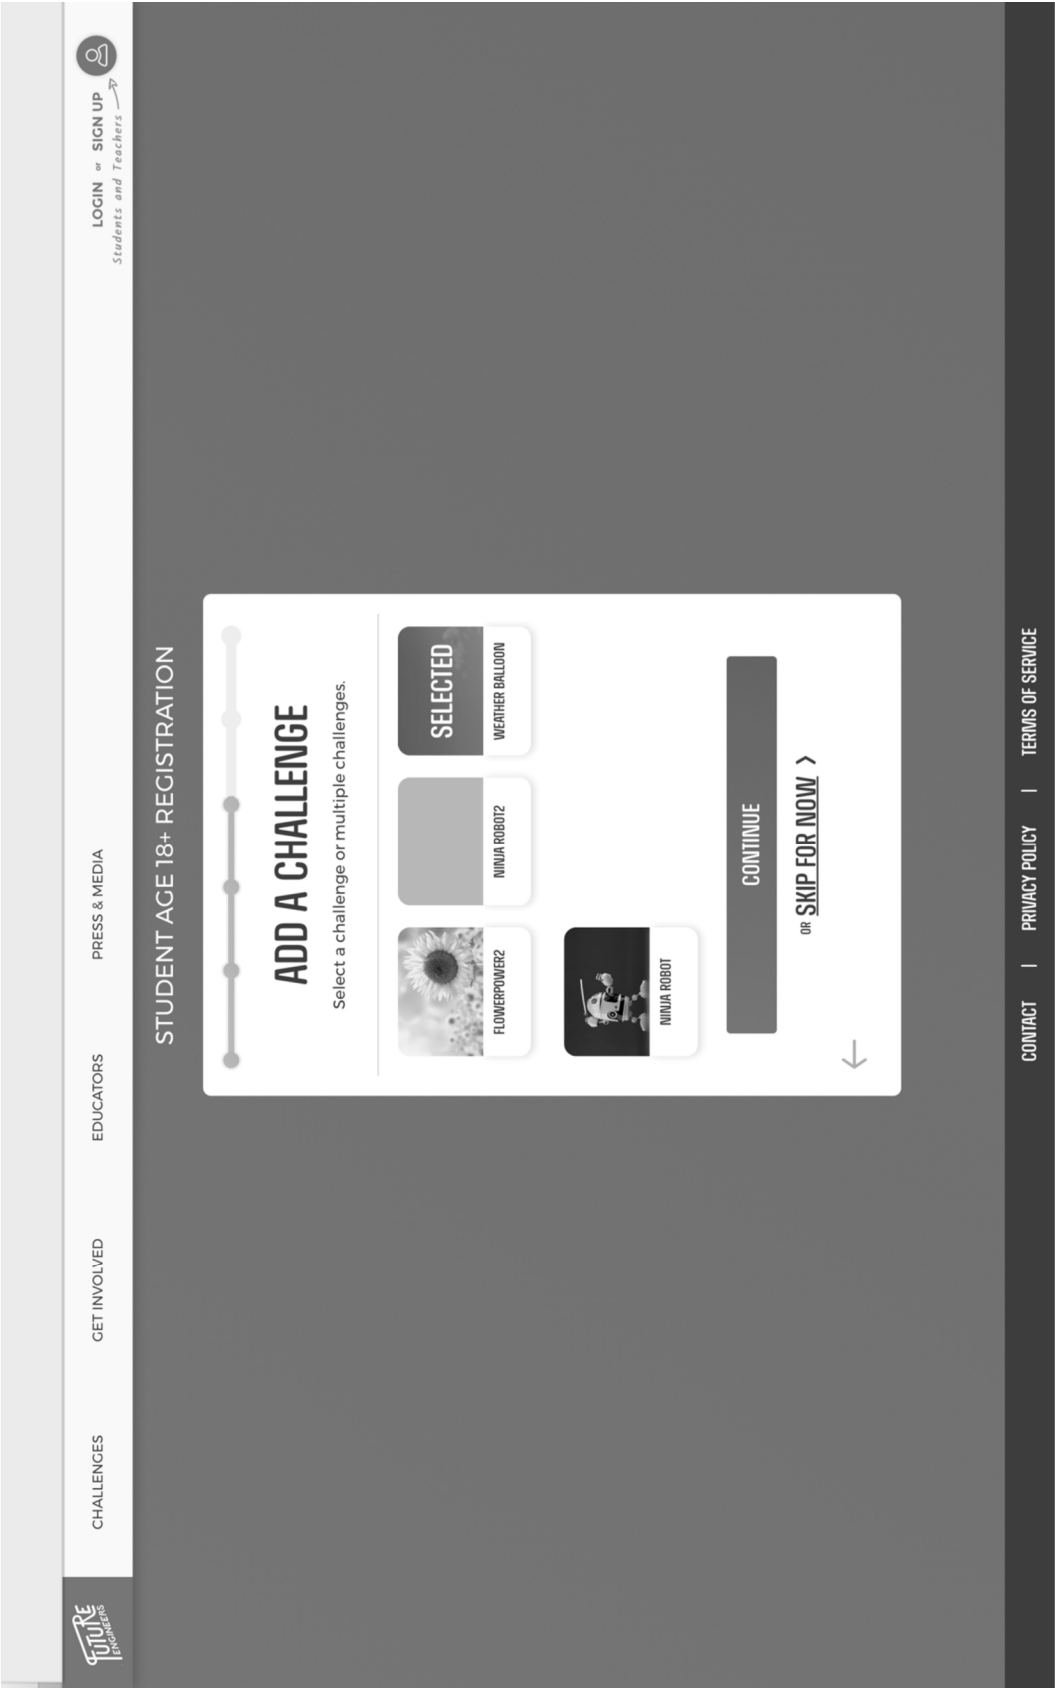 FUTURE
ENGINEERS
CHALLENGES
GET INVOLVED
EDUCATORS
PRESS & MEDIA
LOGIN or SIGN UP
Students and Teachers
STUDENT AGE 18+ REGISTRATION
ADD A CHALLENGE
Select a challenge or multiple challenges.
FLOWERPOWER2
NINJA ROBOT2
SELECTED
WEATHER BALLOON
NINJA ROBOT
CONTINUE
OR SKIP FOR NOW >
CONTACT | PRIVACY POLICY | TERMS OF SERVICE